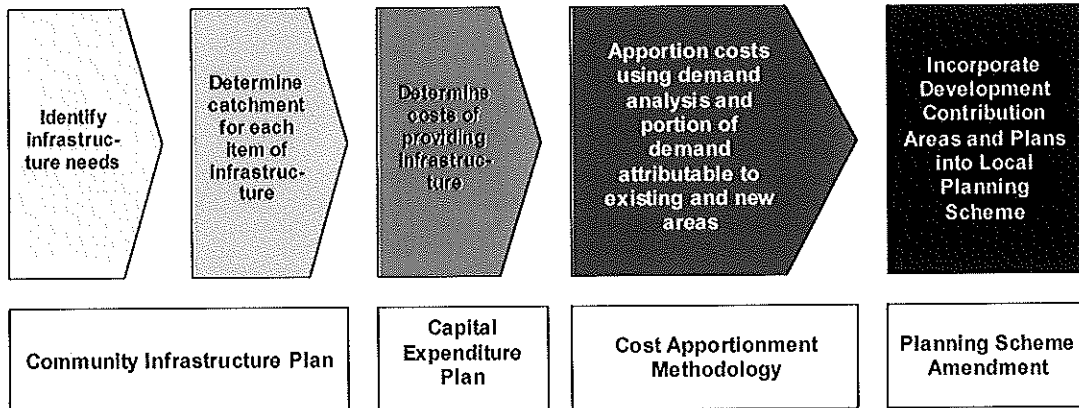 Identify
infrastruc-
ture needs
Determine
catchment
for each
item of
infrastruc-
ture
Determine
costs of
providing
infrastruc-
ture
Apportion costs
using demand
analysis and
portion of
demand
attributable to
existing and new
areas
Incorporate
Development
Contribution
Areas and Plans
into Local
Planning
Scheme
Community Infrastructure Plan
Capital
Expenditure
Plan
Cost Apportionment
Methodology
Planning Scheme
Amendment